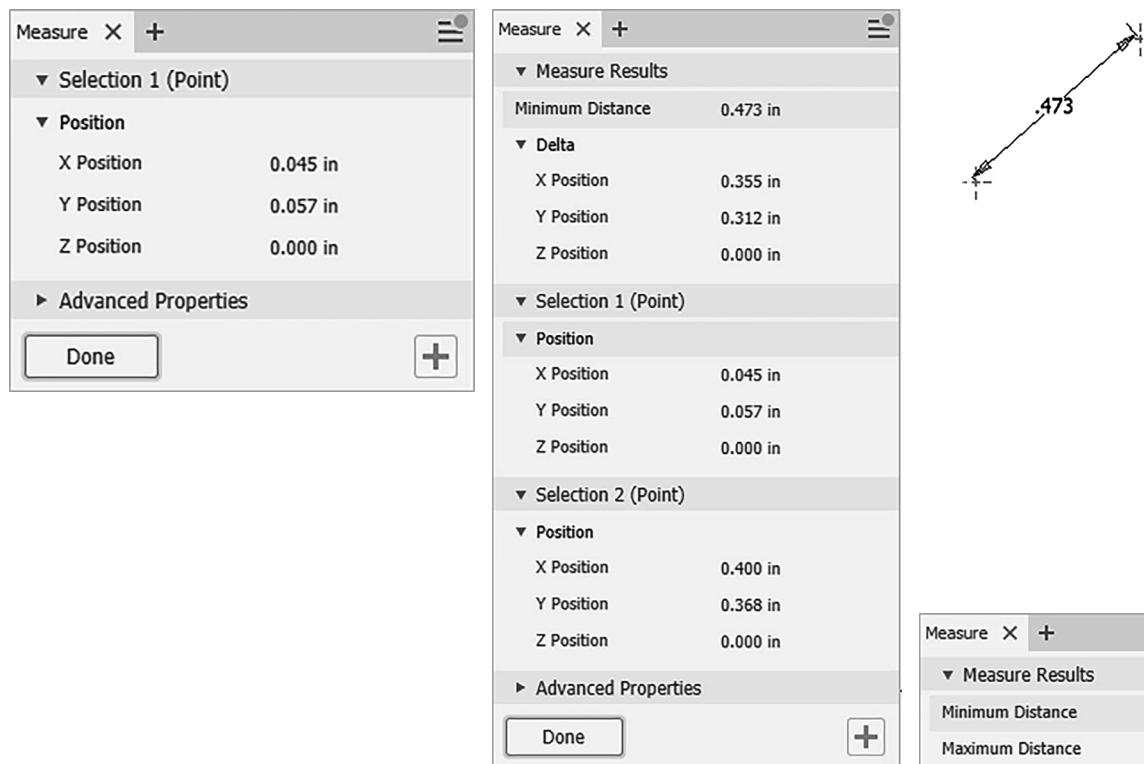 Measure
Selection 1 (Point)
Position
X Position 0.045 in
Y Position 0.057 in
Z Position 0.000 in
Advanced Properties
Done
Measure
Measure Results
Minimum Distance 0.473 in
Delta
X Position 0.355 in
Y Position 0.312 in
Z Position 0.000 in
Selection 1 (Point)
Position
X Position 0.045 in
Y Position 0.057 in
Z Position 0.000 in
Selection 2 (Point)
Position
X Position 0.400 in
Y Position 0.368 in
Z Position 0.000 in
Advanced Properties
Done
.473
Measure
Measure Results
Minimum Distance
Maximum Distance